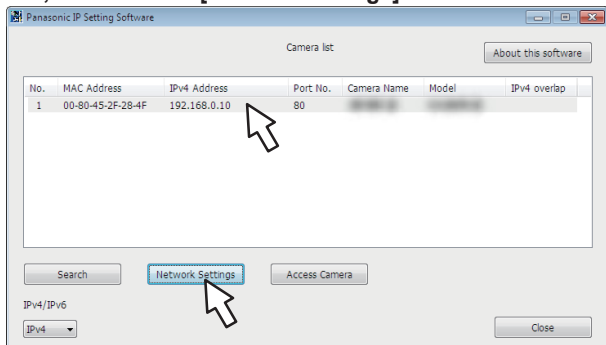 Panasonic IP Setting Software
Camera list
About this software
No. MAC Address IPv4 Address Port No. Camera Name Model IPv4 overlap
1 00-80-45-2F-28-4F 192.168.0.10 80
Search Network Settings Access Camera
IPv4/IPv6
IPv4 Close